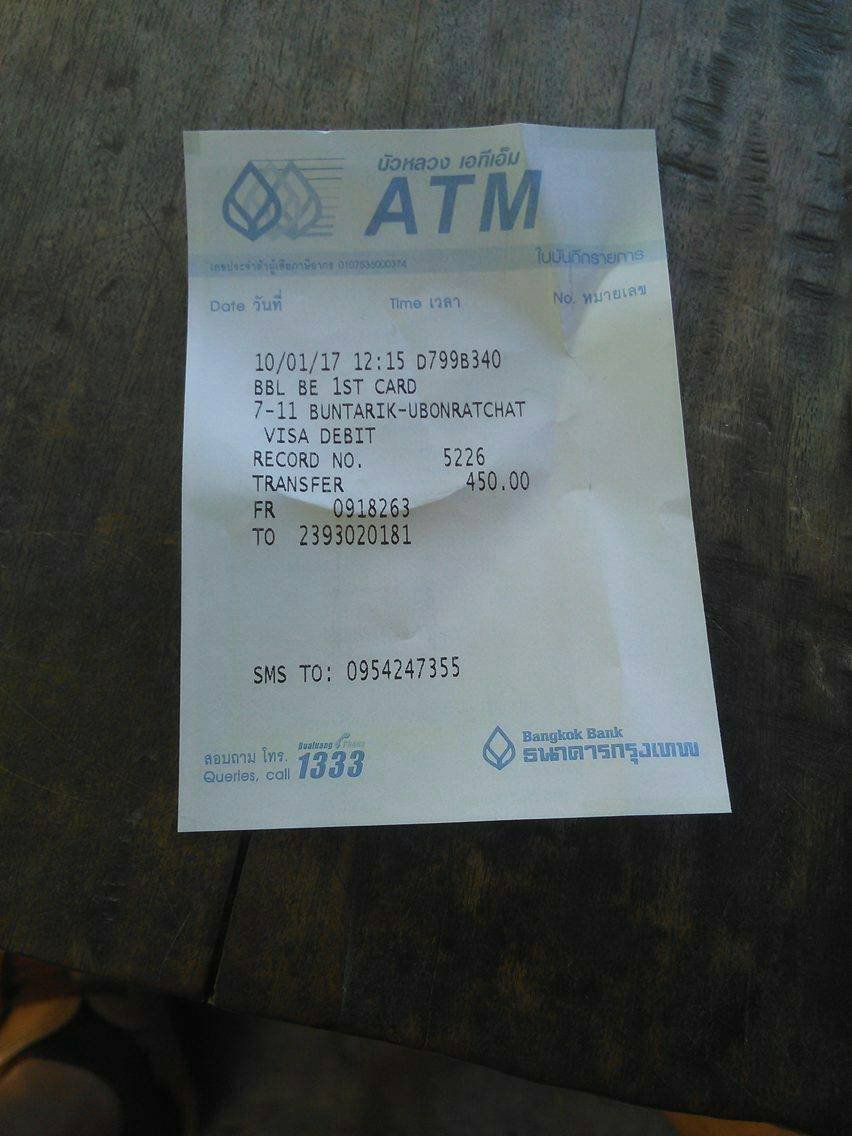 บัวหลวง เอทีเอ็ม
ATM
เลขประจำตัวผู้เสียภาษีอากร 0107536000374
ใบบันทึกรายการ
Date วันที่ Time เวลา No. หมายเลข
10/01/17 12:15 D799B340
BBL BE 1ST CARD
7-11 BUNTARIK-UBONRATCHAT
VISA DEBIT
RECORD NO. 5226
TRANSFER 450.00
FR 0918263
TO 2393020181
SMS TO: 0954247355
สอบถาม โทร.
Queries, call
Bualuang Phone
1333
Bangkok Bank
ธนาคารกรุงเทพ